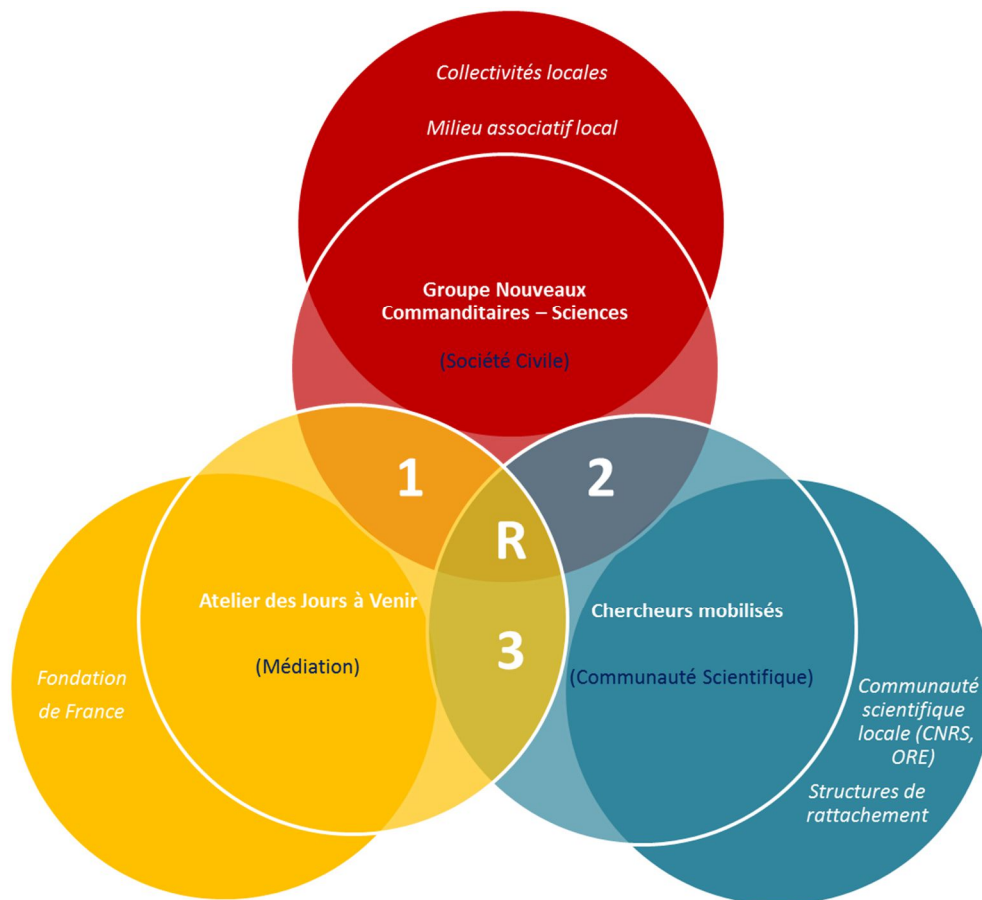 Collectivités locales
Milieu associatif local
Groupe Nouveaux
Commanditaires – Sciences
(Société Civile)
1
2
R
Atelier des Jours à Venir
(Médiation)
3
Chercheurs mobilisés
(Communauté Scientifique)
Fondation
de France
Communauté
scientifique
locale (CNRS,
ORE)
Structures de
rattachement